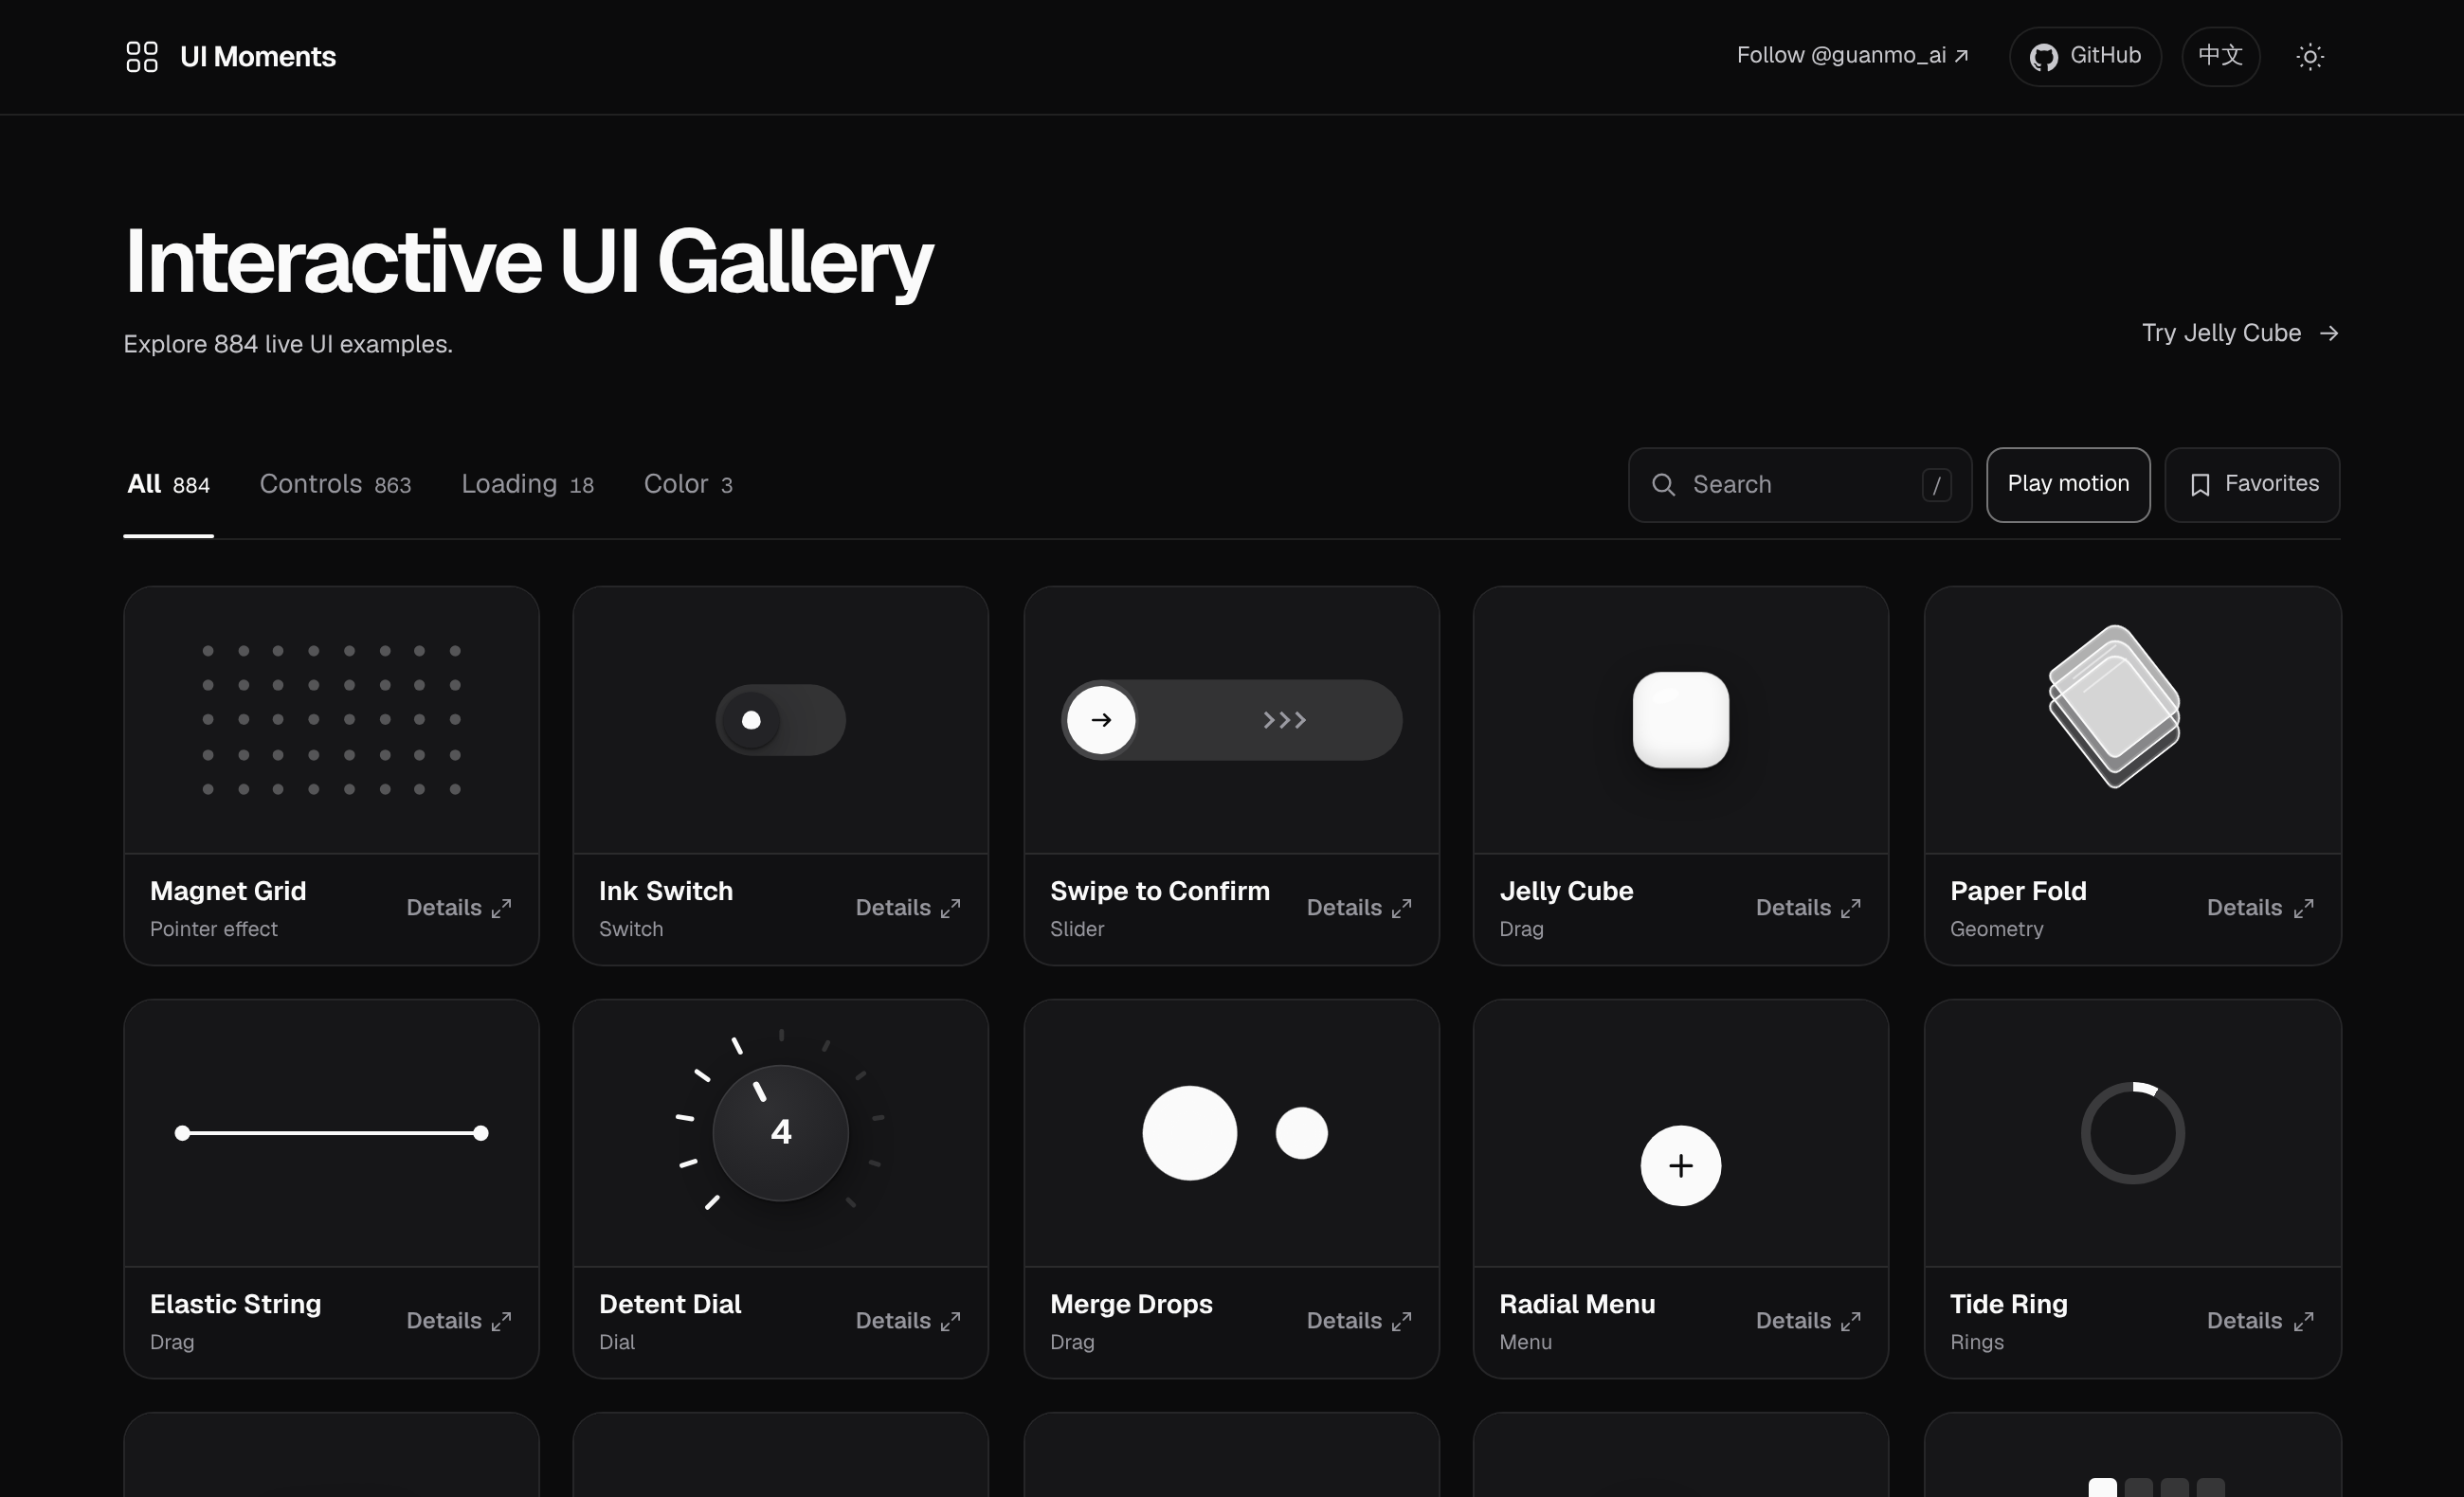 UI Moments
Follow @guanmo_ai ↗
GitHub
中文
Interactive UI Gallery
Explore 884 live UI examples.
Try Jelly Cube →
All 884
Controls 863
Loading 18
Color 3
Search /
Play motion
Favorites
Magnet Grid
Pointer effect
Details
Ink Switch
Switch
Details
Swipe to Confirm
Slider
Details
Jelly Cube
Drag
Details
Paper Fold
Geometry
Details
4
Elastic String
Drag
Details
Detent Dial
Dial
Details
Merge Drops
Drag
Details
Radial Menu
Menu
Details
Tide Ring
Rings
Details